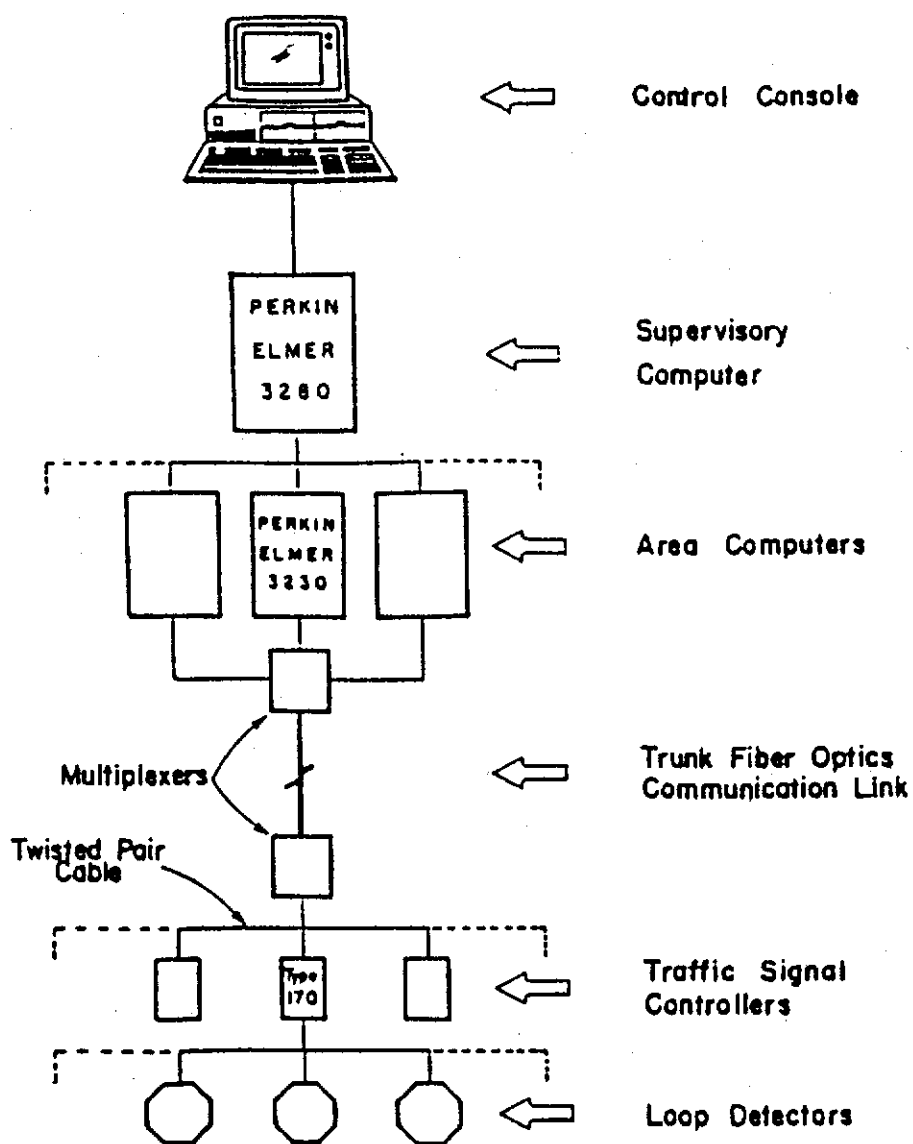 Control Console
PERKIN
ELMER
3280
Supervisory
Computer
PERKIN
ELMER
3230
Area Computers
Multiplexers
Trunk Fiber Optics
Communication Link
Twisted Pair
Cable
Type
170
Traffic Signal
Controllers
Loop Detectors